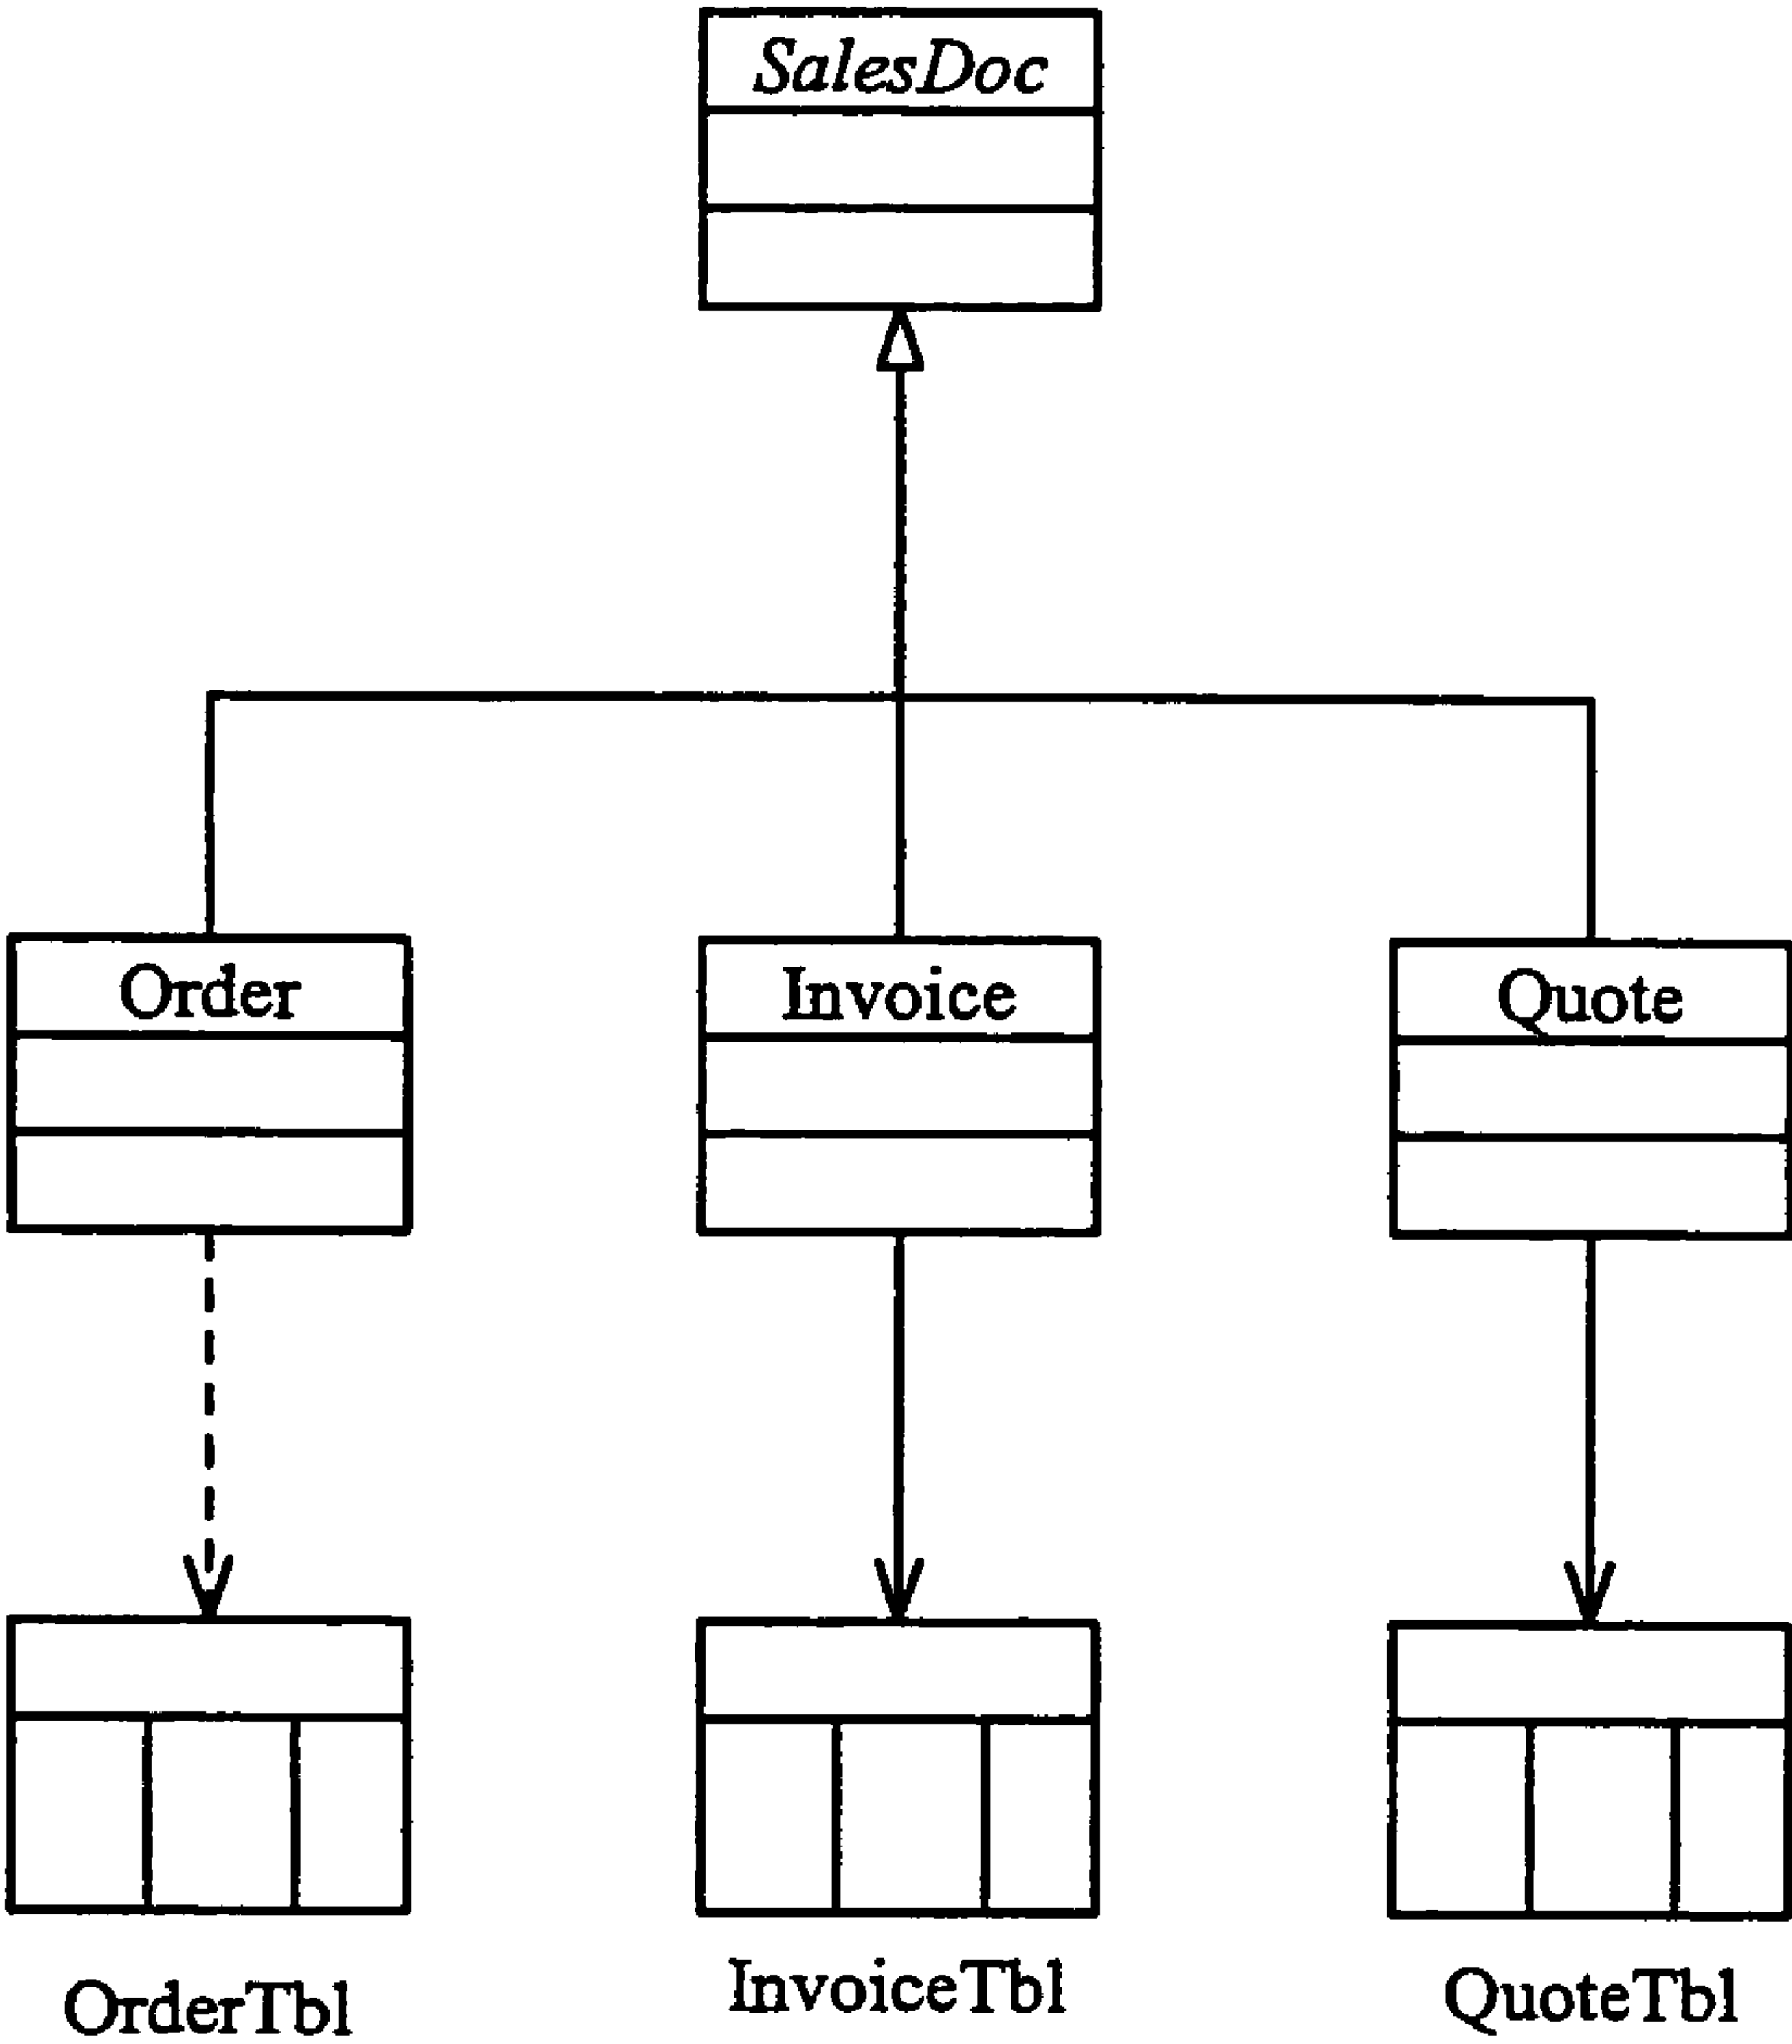 SalesDoc
Order
Invoice
Quote
OrderTbl
InvoiceTbl
QuoteTbl